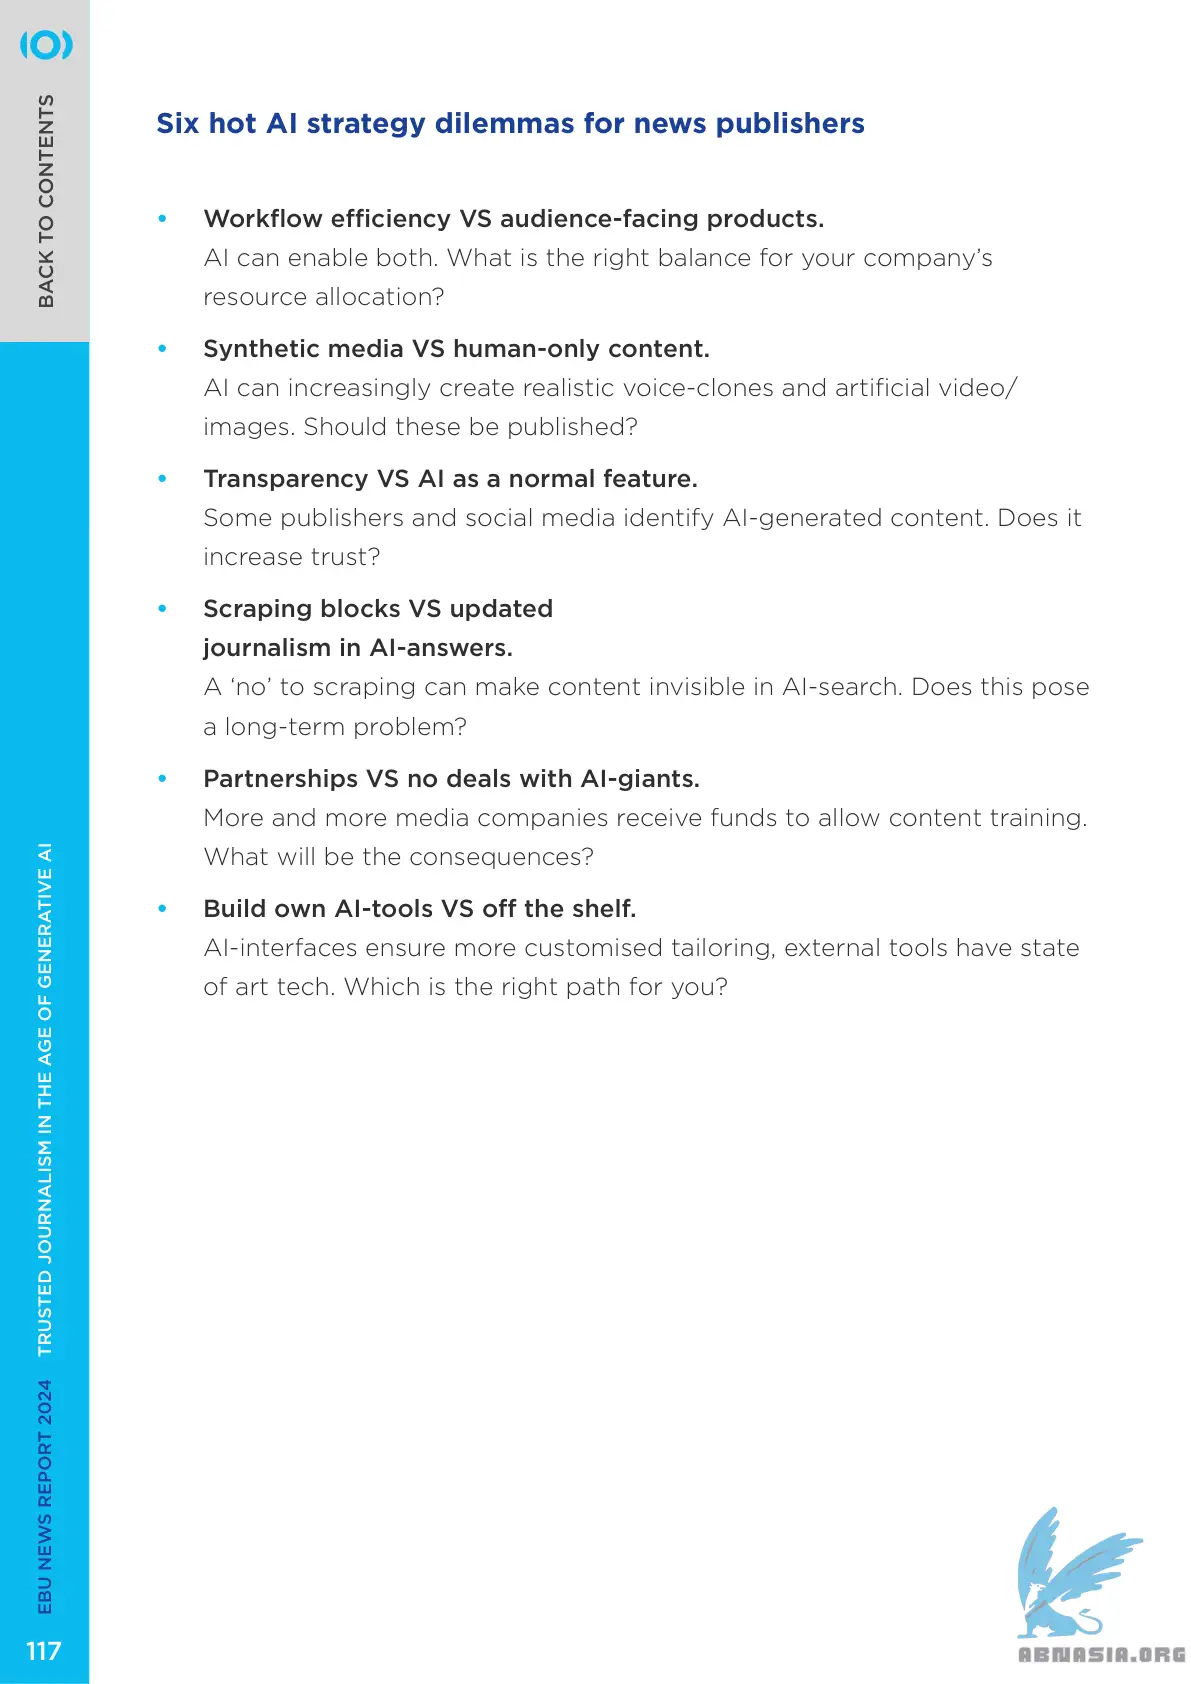 BACK TO CONTENTS
Six hot AI strategy dilemmas for news publishers
• Workflow efficiency VS audience-facing products.
AI can enable both. What is the right balance for your company’s
resource allocation?
• Synthetic media VS human-only content.
AI can increasingly create realistic voice-clones and artificial video/
images. Should these be published?
• Transparency VS AI as a normal feature.
Some publishers and social media identify AI-generated content. Does it
increase trust?
• Scraping blocks VS updated
journalism in AI-answers.
A ‘no’ to scraping can make content invisible in AI-search. Does this pose
a long-term problem?
• Partnerships VS no deals with AI-giants.
More and more media companies receive funds to allow content training.
What will be the consequences?
• Build own AI-tools VS off the shelf.
AI-interfaces ensure more customised tailoring, external tools have state
of art tech. Which is the right path for you?
EBU NEWS REPORT 2024 TRUSTED JOURNALISM IN THE AGE OF GENERATIVE AI
117
ABNASIA.ORG